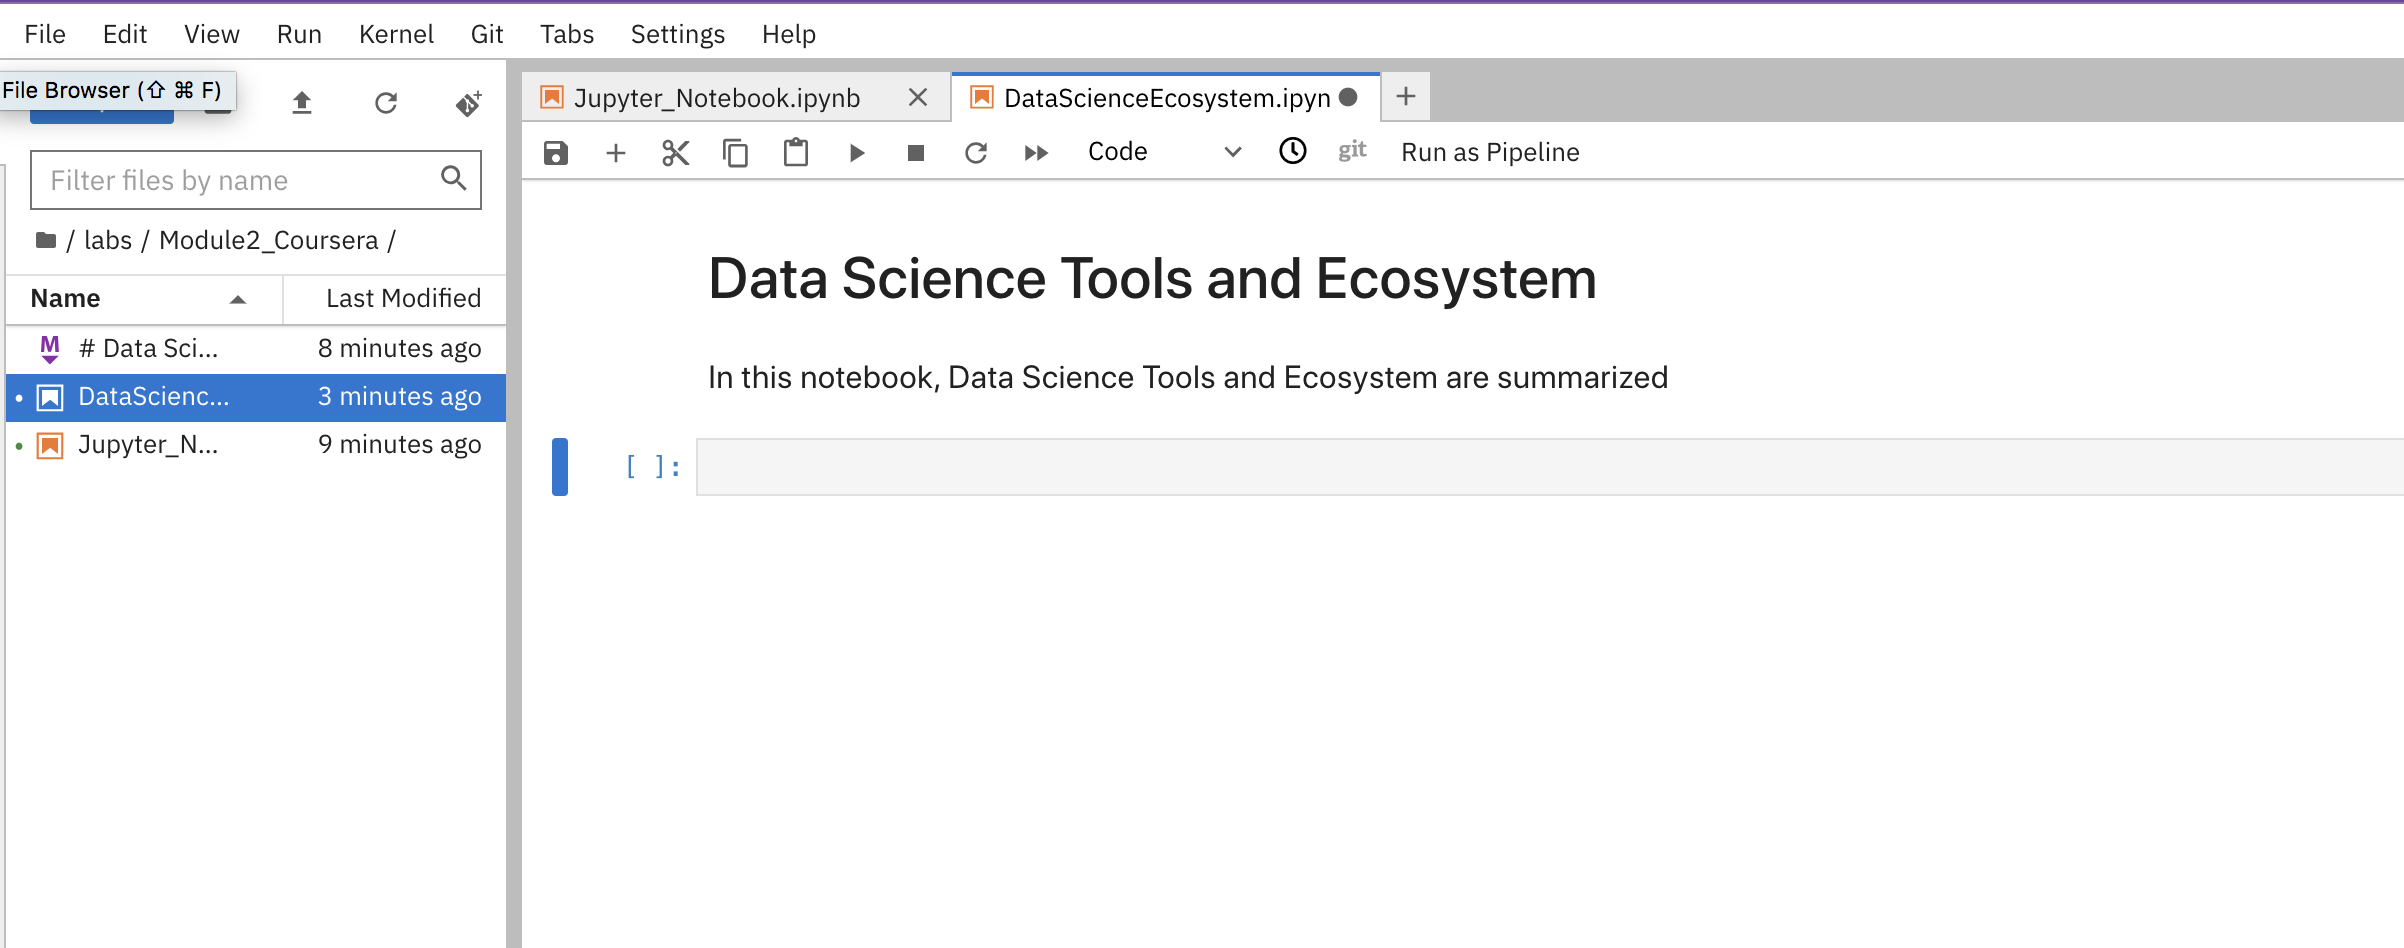 File Edit View Run Kernel Git Tabs Settings Help
File Browser (⇧ ⌘ F)
Filter files by name
/ labs / Module2_Coursera /
Name Last Modified
# Data Sci... 8 minutes ago
DataScienc... 3 minutes ago
Jupyter_N... 9 minutes ago
Jupyter_Notebook.ipynb DataScienceEcosystem.ipyn
Code git Run as Pipeline
Data Science Tools and Ecosystem
In this notebook, Data Science Tools and Ecosystem are summarized
[ ]: